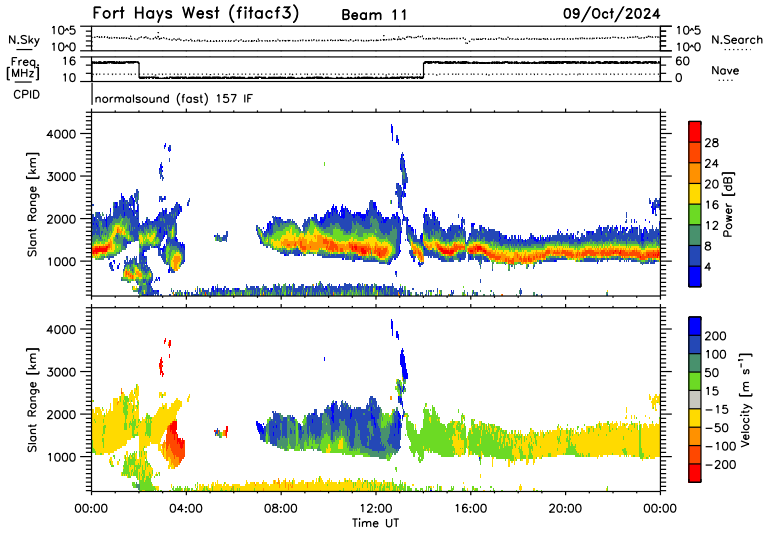 Fort Hays West (fitacf3) Beam 11 09/Oct/2024
10^5 10^5
N.Sky N.Search
10^0 10^0
Freq. 16 60
[MHz] Nave
10 0
CPID normalsound (fast) 157 IF
4000
3000
2000
1000
Slant Range [km]
28
24
20
16
12
8
4
Power [dB]
4000
3000
2000
1000
Slant Range [km]
200
100
50
15
-15
-50
-100
-200
Velocity [m s⁻¹]
00:00 04:00 08:00 12:00 16:00 20:00 00:00
Time UT